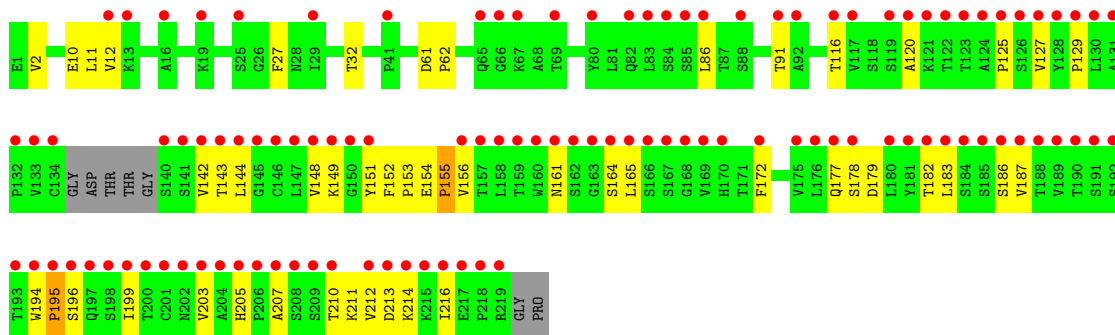 E1 V2 E10 L11 V12 K13 A16 K19 S25 G26 F27 N28 I29 T32 P41 D61 P62 Q65 G66 K67 A68 T69 Y80 L81 Q82 L83 S84 S85 L86 T87 S88 T91 A92 T116 V117 S118 S119 A120 K121 T122 T123 A124 P125 S126 V127 Y128 P129 L130 A131
P132 V133 C134 GLY ASP THR THR GLY S140 S141 V142 T143 L144 G145 C146 L147 V148 K149 G150 Y151 F152 P153 E154 P155 V156 T157 L158 T159 W160 N161 S162 G163 S164 L165 S166 S167 G168 V169 H170 T171 F172 V175 L176 Q177 S178 D179 L180 Y181 T182 L183 S184 S185 S186 V187 T188 V189 T190 S191 S192
T193 W194 P195 S196 Q197 S198 I199 T200 C201 N202 V203 A204 H205 P206 A207 S208 S209 T210 K211 V212 D213 K214 K215 I216 E217 P218 R219 GLY PRO